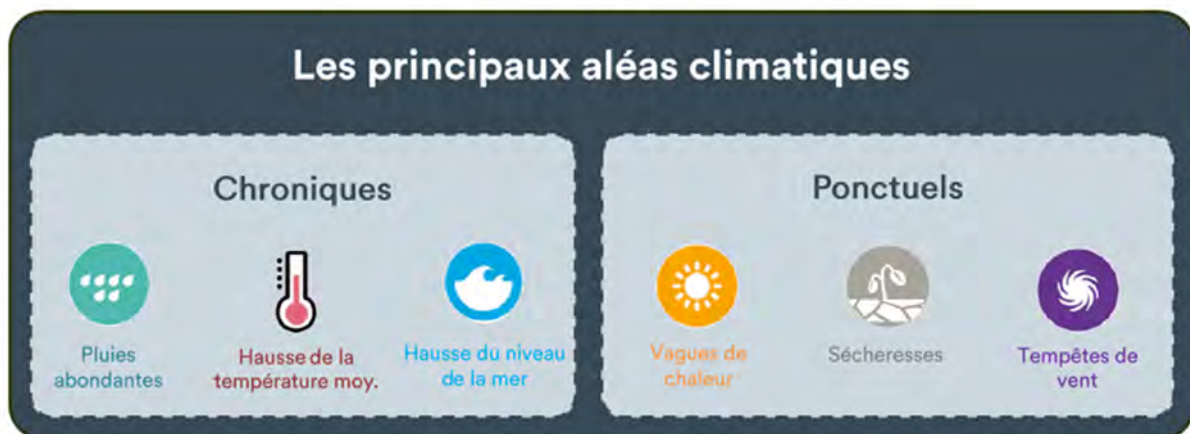 Les principaux aléas climatiques
Chroniques
Pluies
abondantes
Hausse de la
température moy.
Hausse du niveau
de la mer
Ponctuels
Vagues de
chaleur
Sécheresses
Tempêtes de
vent